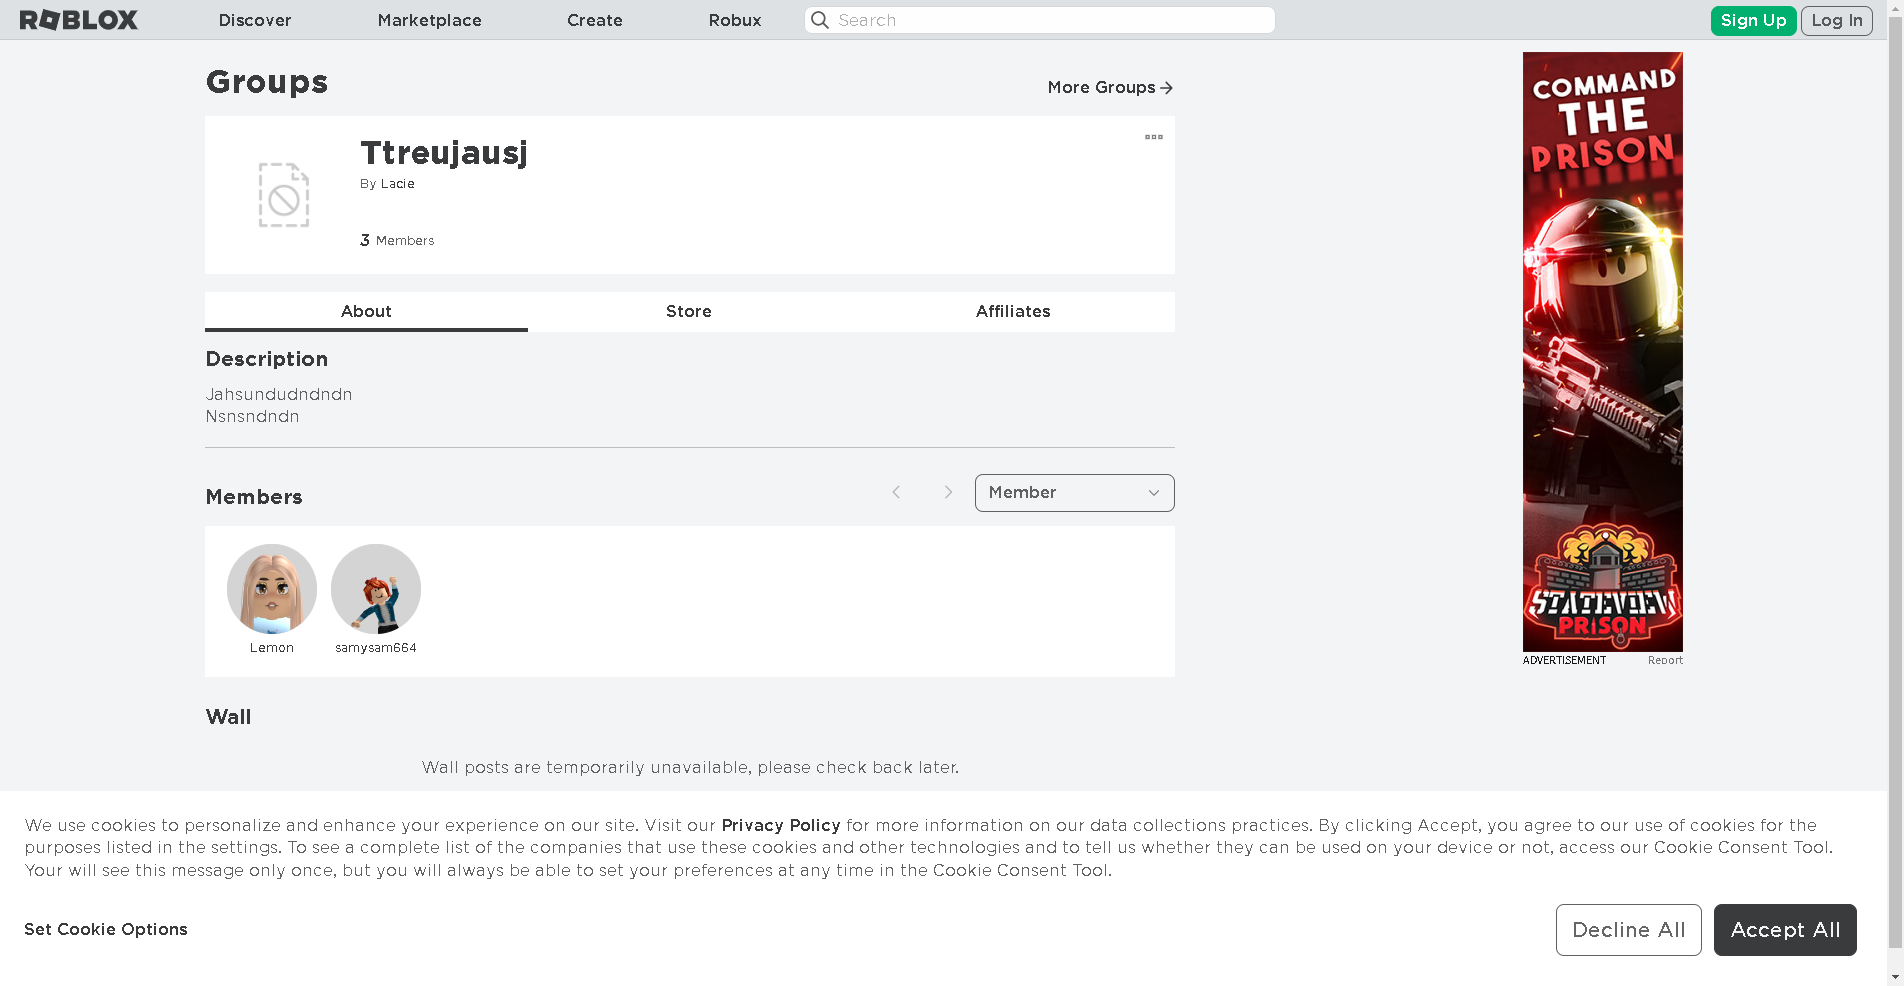 ROBLOX
Discover
Marketplace
Create
Robux
Search
Sign Up
Log In
Groups
More Groups
Ttreujausj
By Lacie
3 Members
About
Store
Affiliates
Description
Jahsundudndndn
Nsnsndndn
Members
Member
Lemon
samysam664
Wall
Wall posts are temporarily unavailable, please check back later.
COMMAND
THE
PRISON
PRISON
ADVERTISEMENT
Report
We use cookies to personalize and enhance your experience on our site. Visit our Privacy Policy for more information on our data collections practices. By clicking Accept, you agree to our use of cookies for the
purposes listed in the settings. To see a complete list of the companies that use these cookies and other technologies and to tell us whether they can be used on your device or not, access our Cookie Consent Tool.
Your will see this message only once, but you will always be able to set your preferences at any time in the Cookie Consent Tool.
Set Cookie Options
Decline All
Accept All